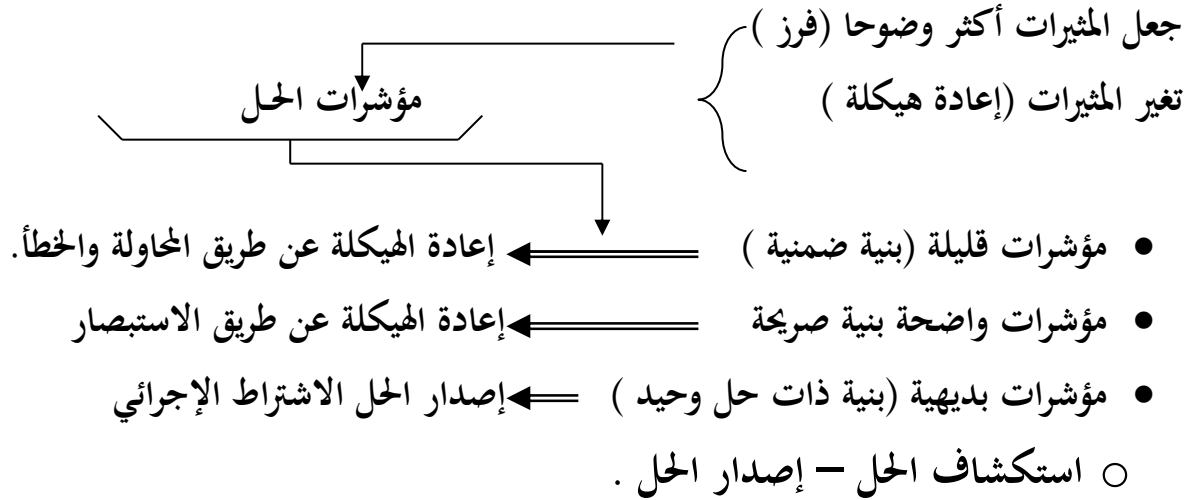 جعل المثيرات أكثر وضوحا (فرز )
تغير المثيرات (إعادة هيكلة )
مؤشرات الحل
• مؤشرات قليلة (بنية ضمنية ) إعادة الهيكلة عن طريق المحاولة والخطأ.
• مؤشرات واضحة بنية صريحة إعادة الهيكلة عن طريق الاستبصار
• مؤشرات بديهية (بنية ذات حل وحيد ) إصدار الحل الاشتراط الإجرائي
○ استكشاف الحل – إصدار الحل .